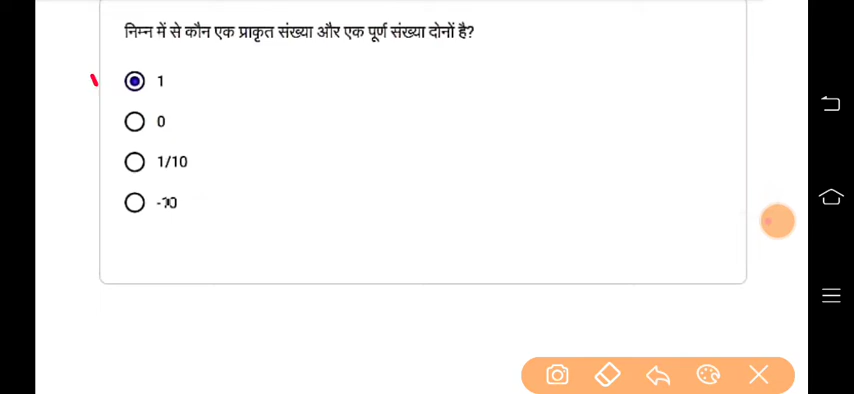 निम्न में से कौन एक प्राकृत संख्या और एक पूर्ण संख्या दोनों है?
1
0
1/10